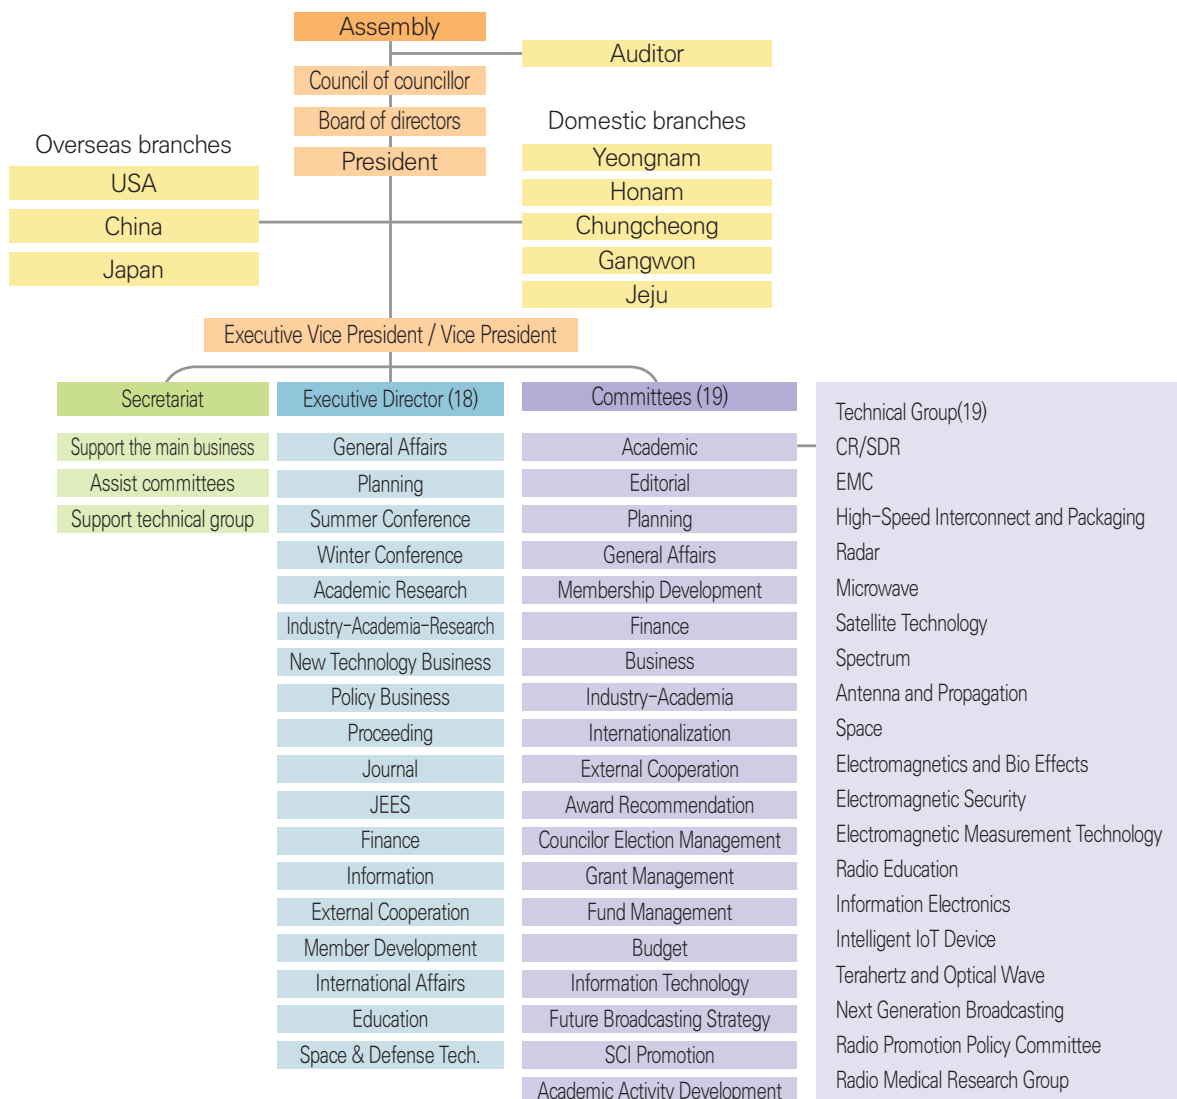 Assembly
Auditor
Council of councillor
Board of directors
President
Overseas branches
USA
China
Japan
Domestic branches
Yeongnam
Honam
Chungcheong
Gangwon
Jeju
Executive Vice President / Vice President
Secretariat
Support the main business
Assist committees
Support technical group
Executive Director (18)
General Affairs
Planning
Summer Conference
Winter Conference
Academic Research
Industry-Academia-Research
New Technology Business
Policy Business
Proceeding
Journal
JEES
Finance
Information
External Cooperation
Member Development
International Affairs
Education
Space & Defense Tech.
Committees (19)
Academic
Editorial
Planning
General Affairs
Membership Development
Finance
Business
Industry-Academia
Internationalization
External Cooperation
Award Recommendation
Councilor Election Management
Grant Management
Fund Management
Budget
Information Technology
Future Broadcasting Strategy
SCI Promotion
Academic Activity Development
Technical Group(19)
CR/SDR
EMC
High-Speed Interconnect and Packaging
Radar
Microwave
Satellite Technology
Spectrum
Antenna and Propagation
Space
Electromagnetics and Bio Effects
Electromagnetic Security
Electromagnetic Measurement Technology
Radio Education
Information Electronics
Intelligent IoT Device
Terahertz and Optical Wave
Next Generation Broadcasting
Radio Promotion Policy Committee
Radio Medical Research Group